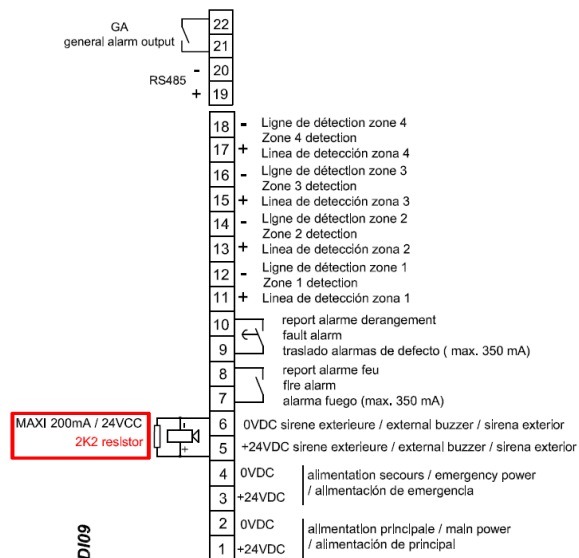 GA
general alarm output
22
21
RS485
-
20
+
19
18
-
Ligne de détection zone 4
Zone 4 detection
17
+
Linea de detección zona 4
16
-
Ligne de détection zone 3
Zone 3 detection
15
+
Linea de detección zona 3
14
-
Ligne de détection zone 2
Zone 2 detection
13
+
Linea de detección zona 2
12
-
Ligne de détection zone 1
Zone 1 detection
11
+
Linea de detección zona 1
10
report alarme derangement
fault alarm
9
traslado alarmas de defecto ( max. 350 mA)
8
report alarme feu
fire alarm
7
alarma fuego (max. 350 mA)
MAXI 200mA / 24VCC
2K2 resistor
-
+
6
0VDC sirene exterieure / external buzzer / sirena exterior
5
+24VDC sirene exterieure / external buzzer / sirena exterior
4
0VDC
alimentation secours / emergency power
3
+24VDC
/ alimentación de emergencia
2
0VDC
alimentation principale / main power
1
+24VDC
/ alimentación de principal